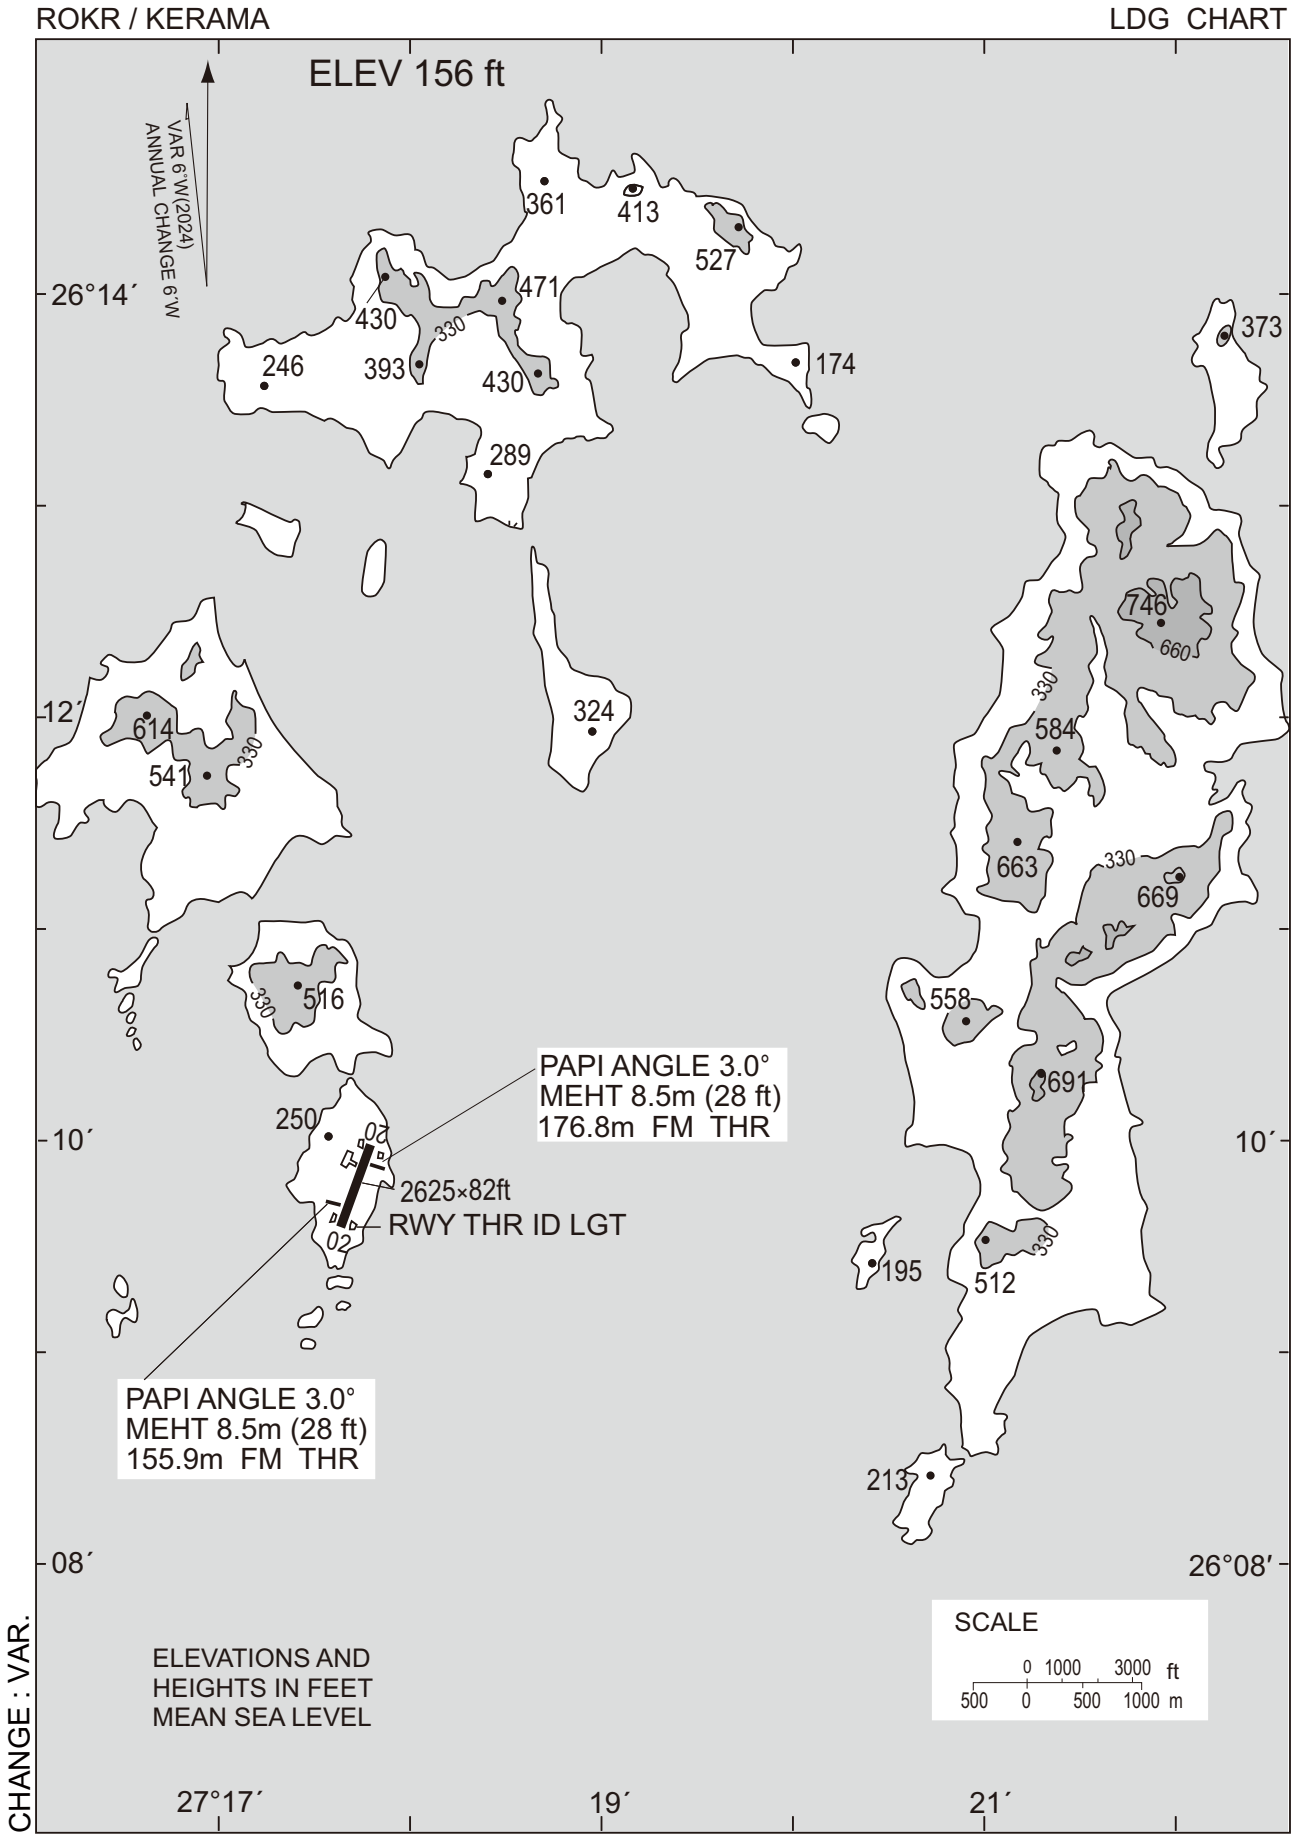 ROKR / KERAMA
LDG CHART
ELEV 156 ft
VAR 6°W(2024)
ANNUAL CHANGE 6´W
361
413
527
26°14´
471
430
330
373
246
393
430
174
289
746
660
324
330
12´
614
584
330
541
330
663
669
516
330
558
PAPI ANGLE 3.0°
MEHT 8.5m (28 ft)
176.8m FM THR
691
250
20
10´
10´
2625×82ft
RWY THR ID LGT
02
330
195
512
PAPI ANGLE 3.0°
MEHT 8.5m (28 ft)
155.9m FM THR
213
08´
26°08′
CHANGE : VAR.
ELEVATIONS AND
HEIGHTS IN FEET
MEAN SEA LEVEL
SCALE
0 1000 3000 ft
500 0 500 1000 m
27°17´
19´
21´